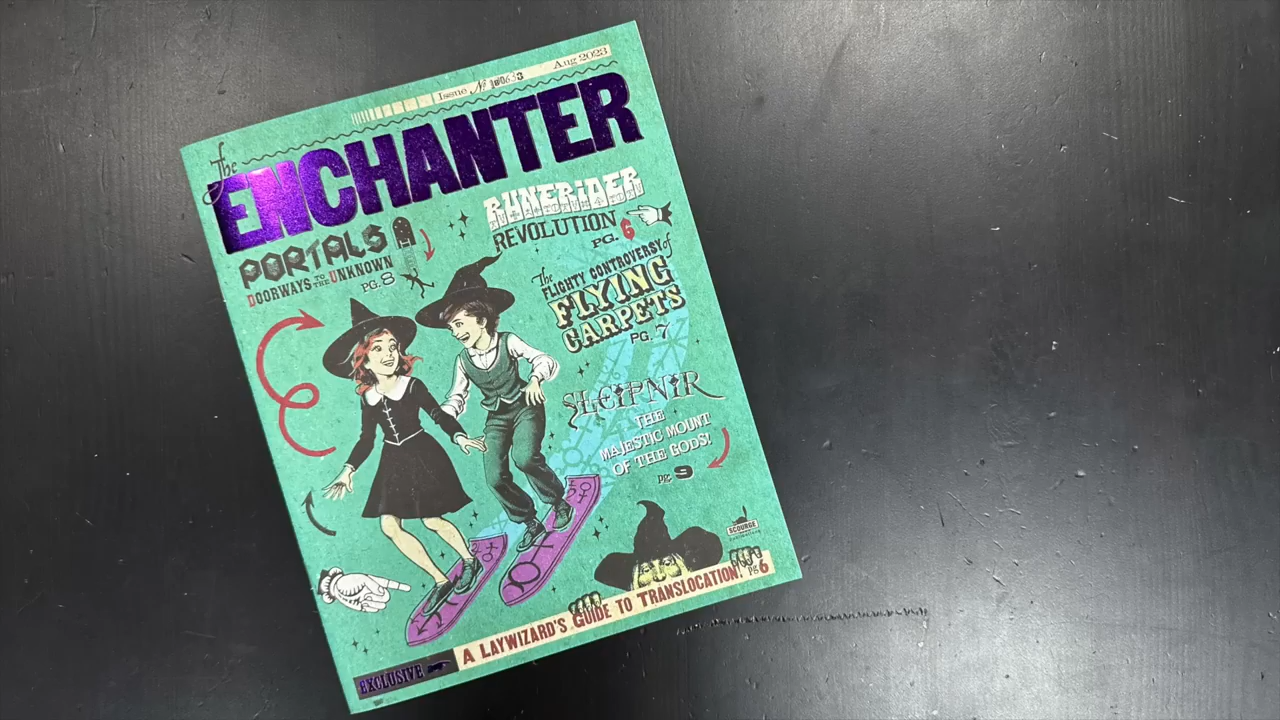 Issue № 180633 Aug 2023
The
ENCHANTER
PORTALS
DOORWAYS TO THE UNKNOWN
PG. 8
RUNERiDER
REVOLUTION
PG. 6
The
FLIGHTY CONTROVERSY of
FLYING
CARPETS
PG. 7
SLEIPNIR
THE
MAJESTIC MOUNT
OF THE GODS!
PG. 9
SCOURGE
EXCLUSIVE
A LAYWIZARD'S GUIDE TO TRANSLOCATION! PG 6